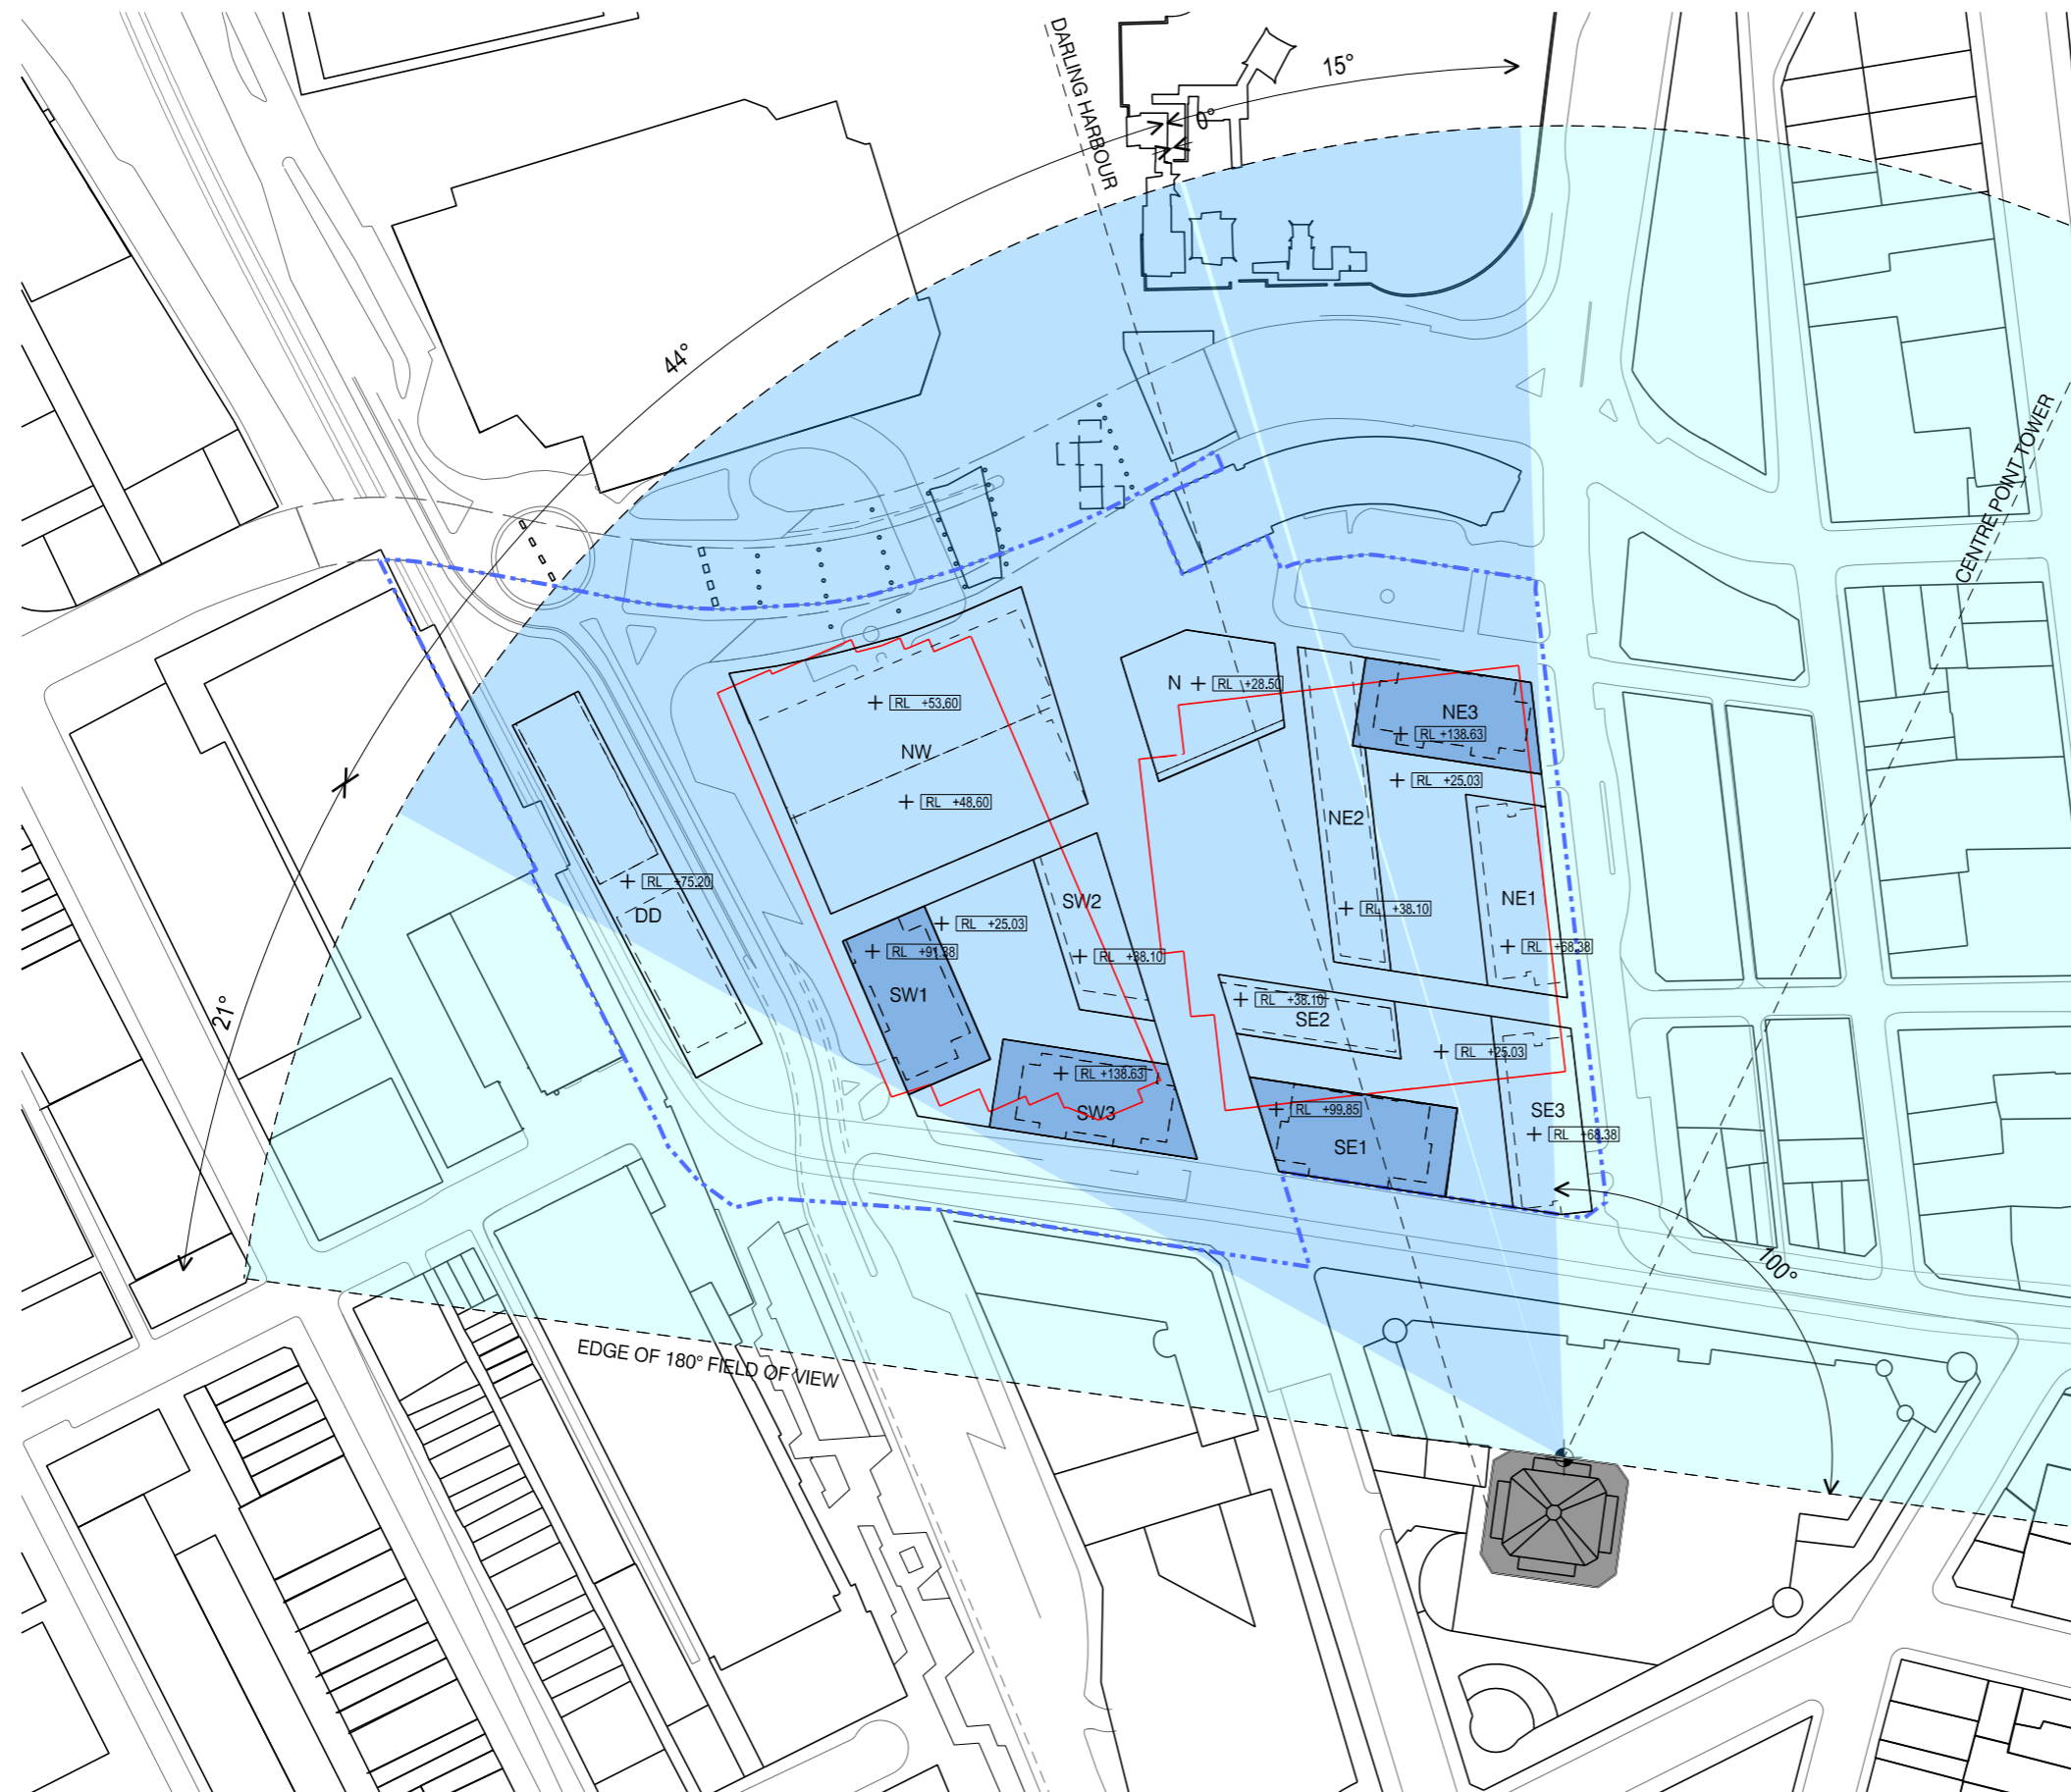 DARLING HARBOUR
15°
0°
44°
CENTRE POINT TOWER
N
RL +28.50
RL +53.60
NE3
RL +138.63
NW
RL +25.03
RL +48.60
NE2
RL +75.20
DD
SW2
NE1
RL +38.10
RL +25.03
RL +91.88
RL +38.10
RL +68.38
SW1
RL +38.10
SE2
21°
RL +25.03
RL +138.63
SW3
RL +99.85
SE3
SE1
RL +68.38
100°
EDGE OF 180° FIELD OF VIEW